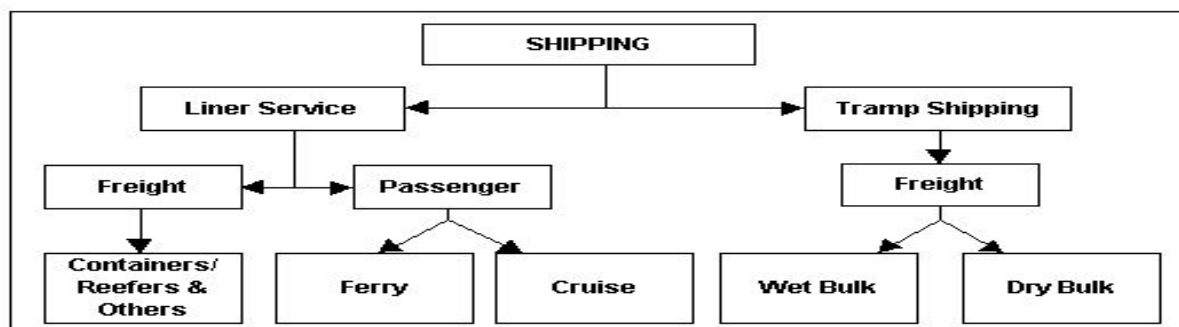 SHIPPING
Liner Service
Tramp Shipping
Freight
Passenger
Freight
Containers/
Reefers &
Others
Ferry
Cruise
Wet Bulk
Dry Bulk